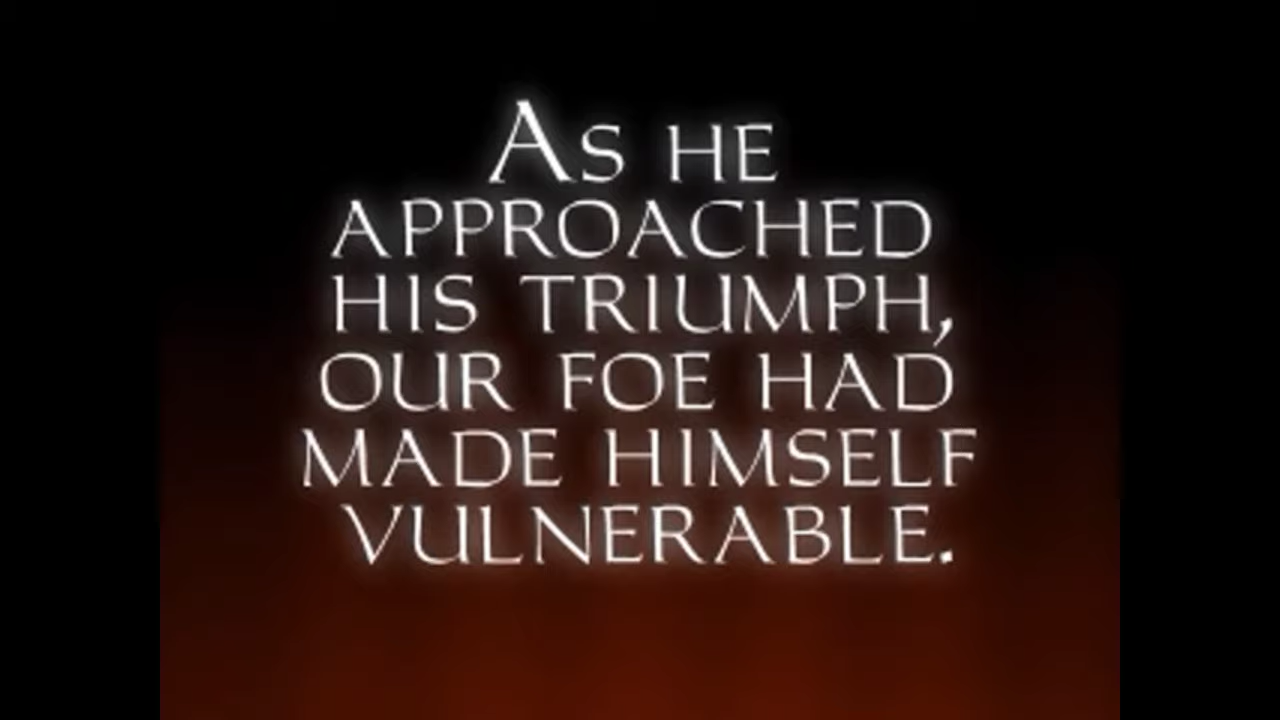 As he
approached
his triumph,
our foe had
made himself
vulnerable.